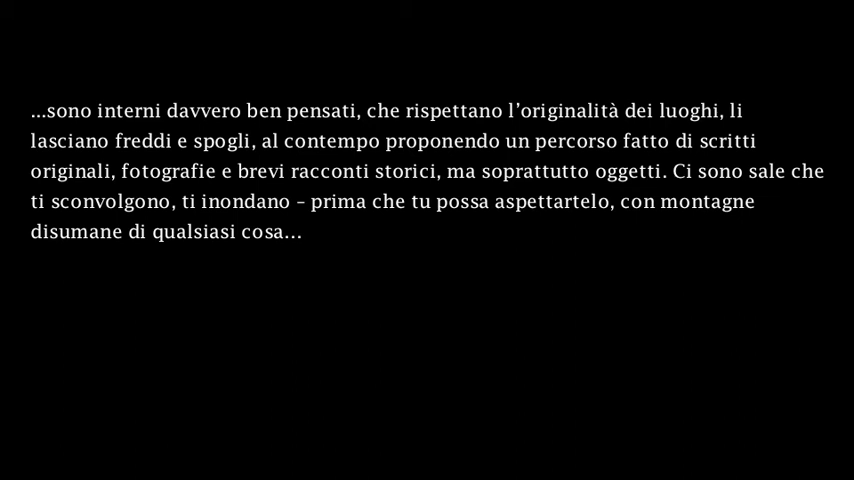 ...sono interni davvero ben pensati, che rispettano l’originalità dei luoghi, li
lasciano freddi e spogli, al contempo proponendo un percorso fatto di scritti
originali, fotografie e brevi racconti storici, ma soprattutto oggetti. Ci sono sale che
ti sconvolgono, ti inondano – prima che tu possa aspettartelo, con montagne
disumane di qualsiasi cosa…